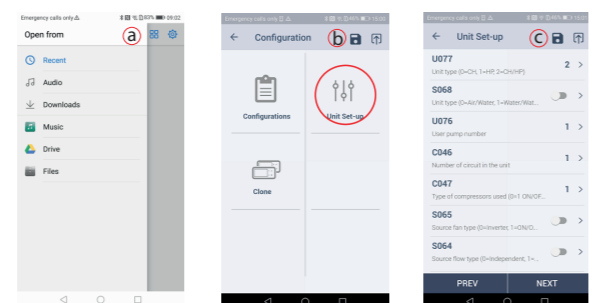 Emergency calls only
83%
09:02
Open from
a
Recent
Audio
Downloads
Music
Drive
Files
Emergency calls only
Configuration
b
Configurations
Unit Set-up
Clone
Emergency calls only
Unit Set-up
C
U077
Unit type (0=CH, 1=HP, 2=CH/HP)
2
S068
Unit type (0=Air/Water, 1=Water/Wat...
U076
User pump number
1
C046
Number of circuit in the unit
1
C047
Type of compressors used (0=1 ON/OF...
1
S065
Source fan type (0=Inverter, 1=ON/O...
S064
Source flow type (0=Independent, 1=...
PREV
NEXT